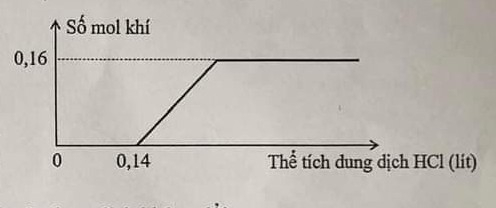 Số mol khí
0,16
0
0,14
Thể tích dung dịch HCl (lít)